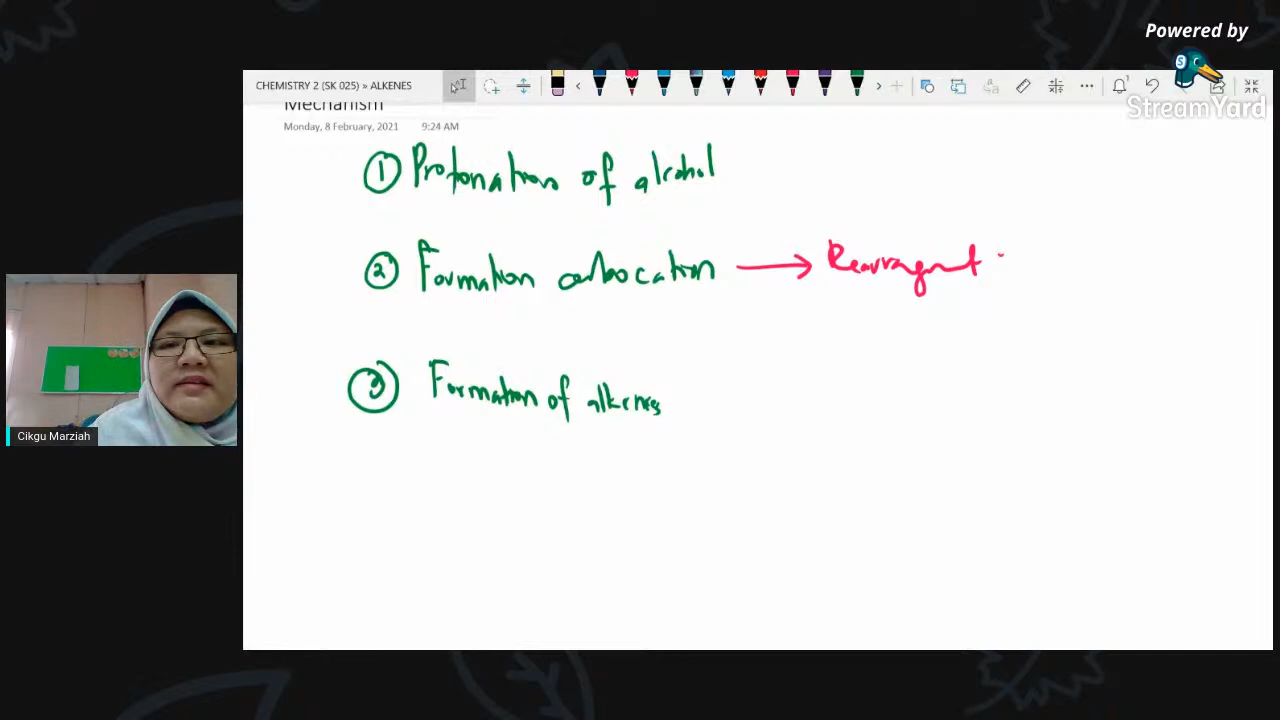 Powered by
StreamYard
CHEMISTRY 2 (SK 025) » ALKENES
Mechanism
Monday, 8 February, 2021 9:24 AM
① Protonation of alcohol
② Formation carbocation →
③ Formation of alkenes
Cikgu Marziah